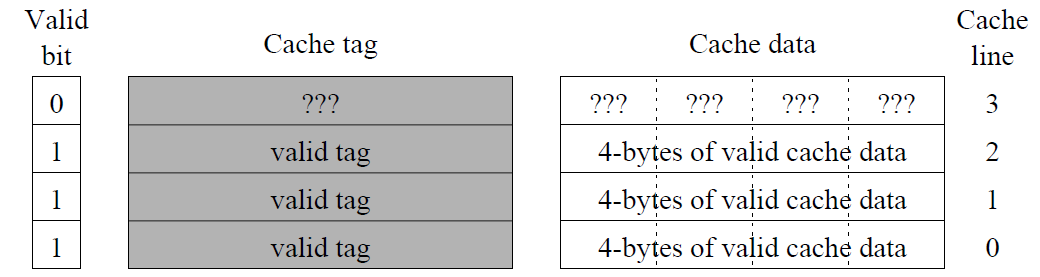 Valid bit Cache tag Cache data Cache line
0 ??? ??? ??? ??? ??? 3
1 valid tag 4-bytes of valid cache data 2
1 valid tag 4-bytes of valid cache data 1
1 valid tag 4-bytes of valid cache data 0